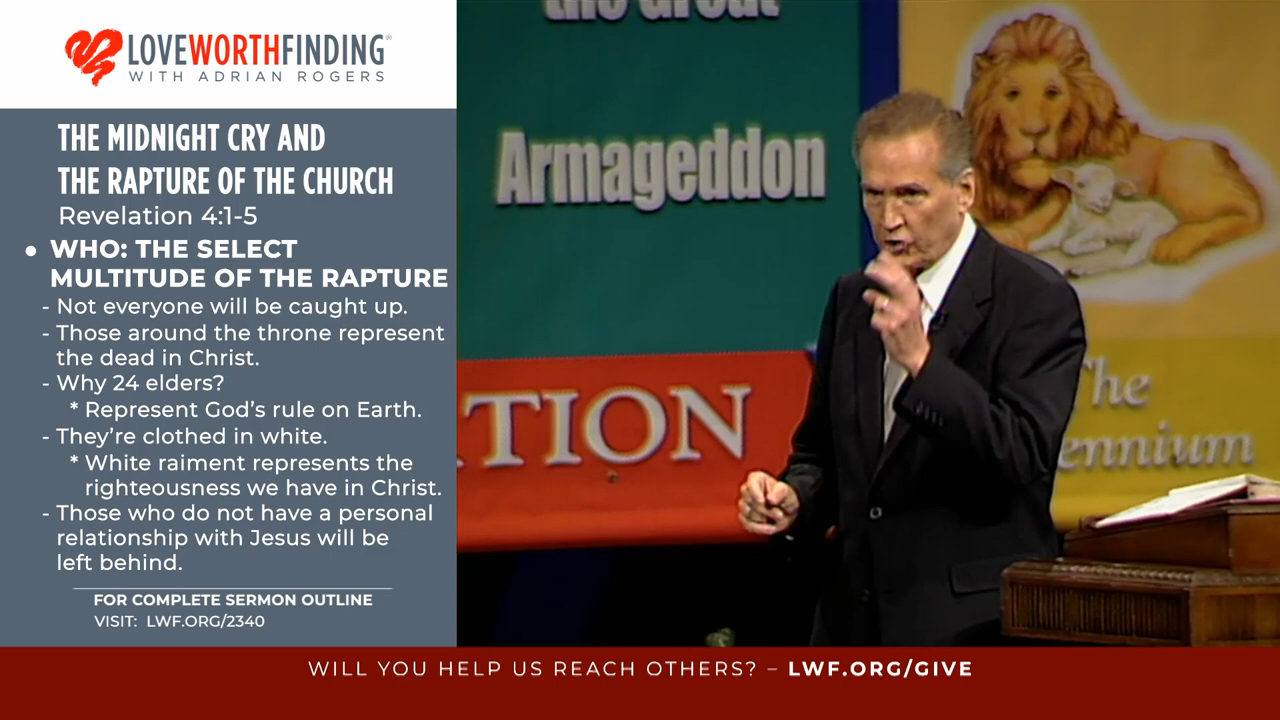 LOVEWORTHFINDING®
WITH ADRIAN ROGERS
THE MIDNIGHT CRY AND
THE RAPTURE OF THE CHURCH
Revelation 4:1-5
● WHO: THE SELECT
MULTITUDE OF THE RAPTURE
- Not everyone will be caught up.
- Those around the throne represent
the dead in Christ.
- Why 24 elders?
* Represent God’s rule on Earth.
- They’re clothed in white.
* White raiment represents the
righteousness we have in Christ.
- Those who do not have a personal
relationship with Jesus will be
left behind.
FOR COMPLETE SERMON OUTLINE
VISIT: LWF.ORG/2340
the Great
Armageddon
TION
The
ennium
WILL YOU HELP US REACH OTHERS? – LWF.ORG/GIVE